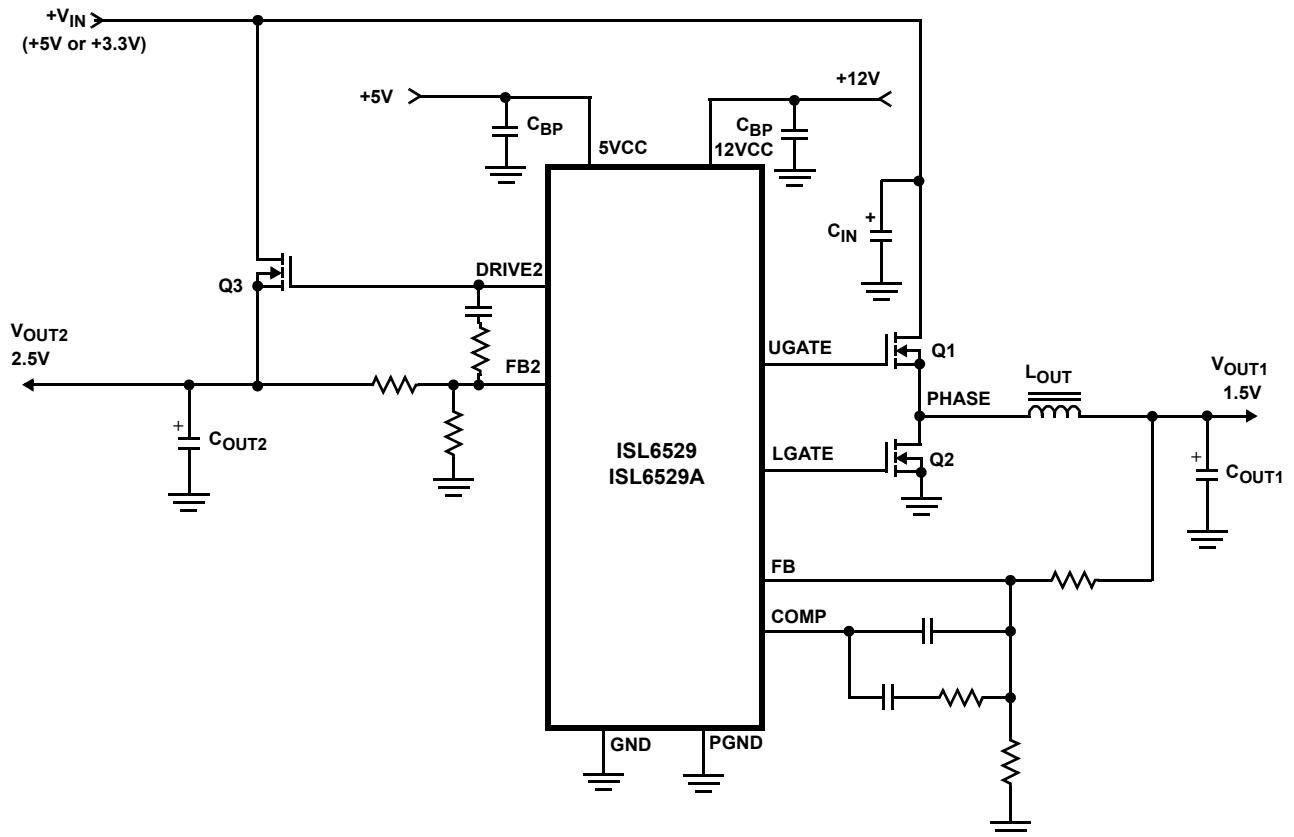 +VIN
(+5V or +3.3V)
+5V
+12V
CBP
CBP
5VCC
12VCC
CIN
+
DRIVE2
Q3
VOUT2
2.5V
FB2
UGATE
Q1
LOUT
VOUT1
1.5V
PHASE
+
COUT2
ISL6529
ISL6529A
LGATE
Q2
+
COUT1
FB
COMP
GND
PGND